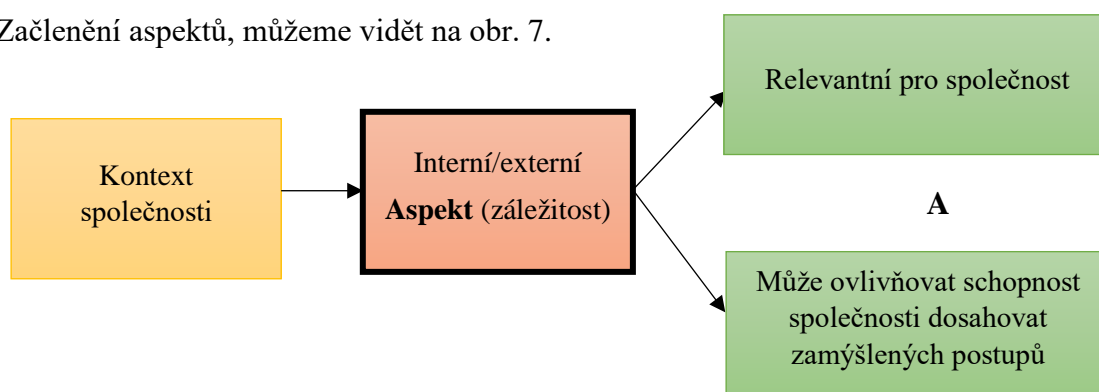 Začlenění aspektů, můžeme vidět na obr. 7.
Kontext
společnosti
Interní/externí
Aspekt (záležitost)
Relevantní pro společnost
A
Může ovlivňovat schopnost
společnosti dosahovat
zamýšlených postupů